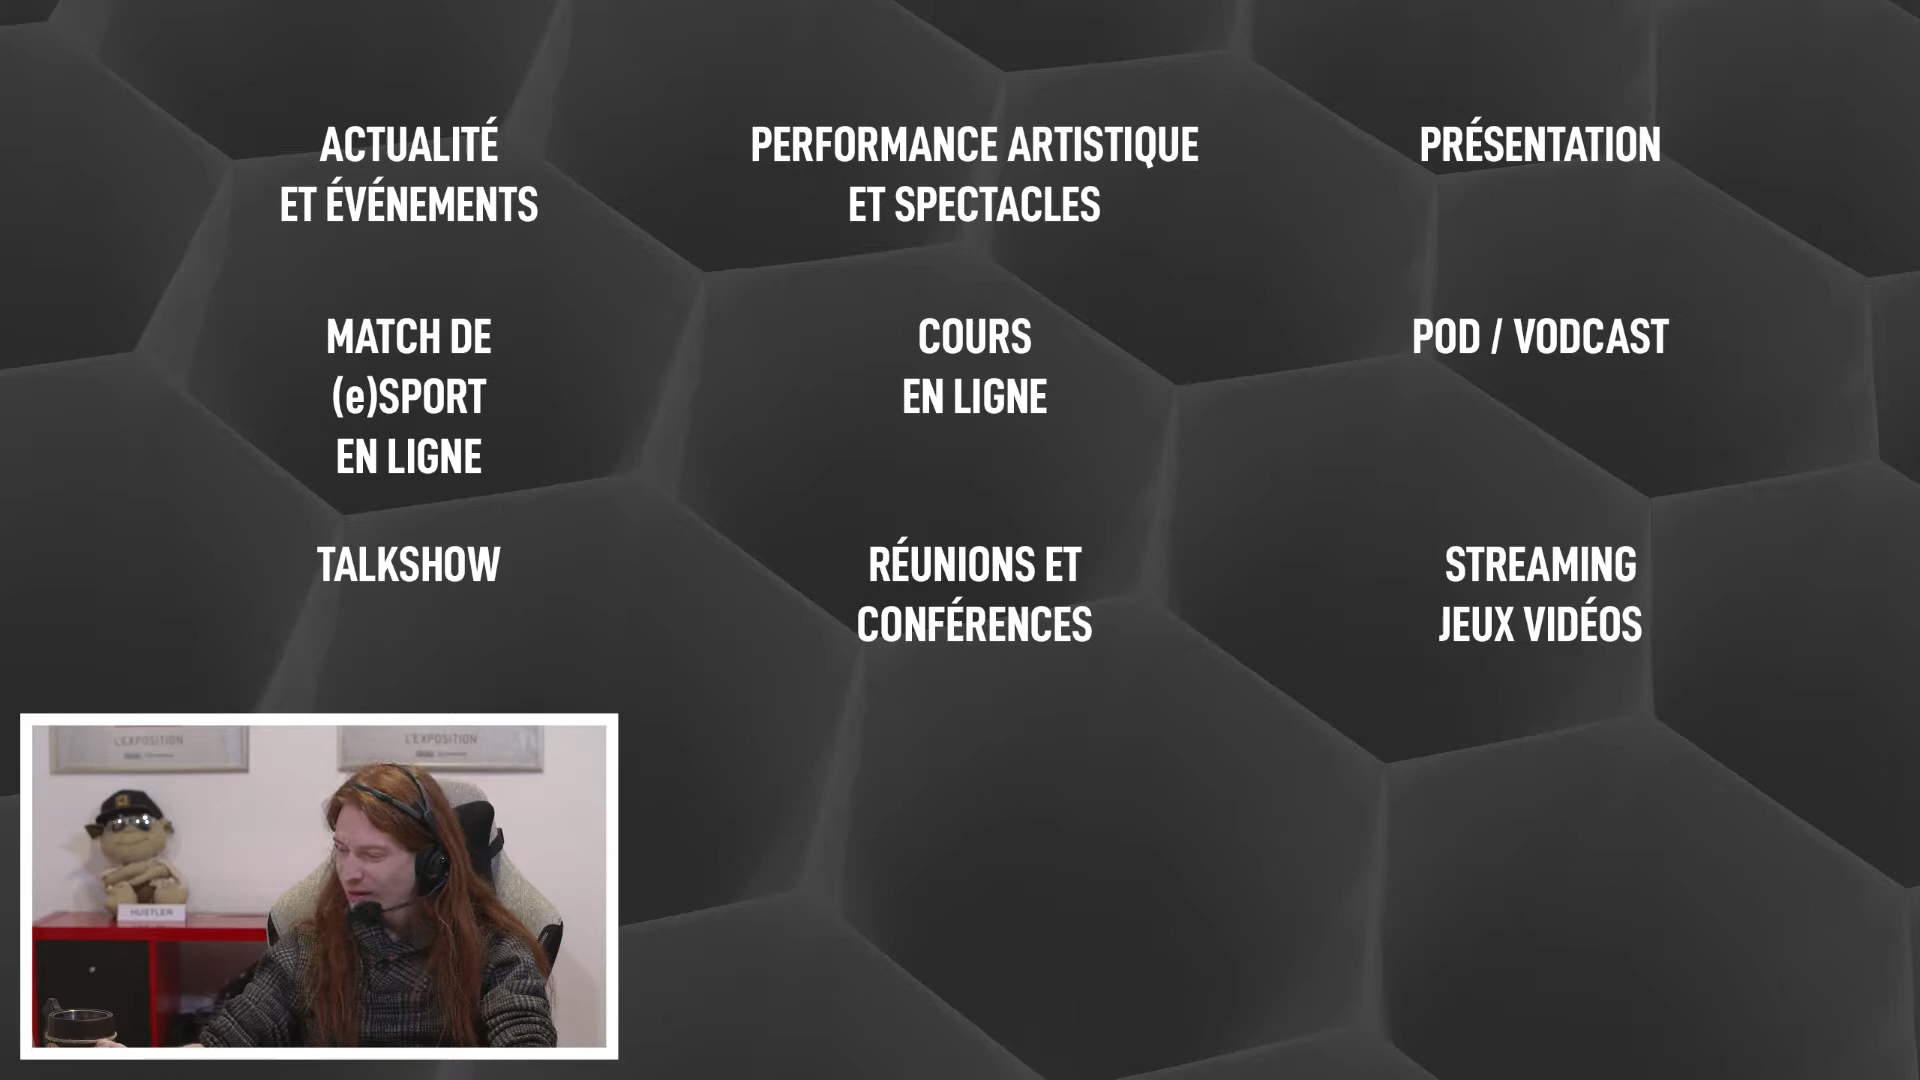 ACTUALITÉ
ET ÉVÉNEMENTS
PERFORMANCE ARTISTIQUE
ET SPECTACLES
PRÉSENTATION
MATCH DE
(e)SPORT
EN LIGNE
COURS
EN LIGNE
POD / VODCAST
TALKSHOW
RÉUNIONS ET
CONFÉRENCES
STREAMING
JEUX VIDÉOS
L'EXPOSITION
L'EXPOSITION
HUSTLER